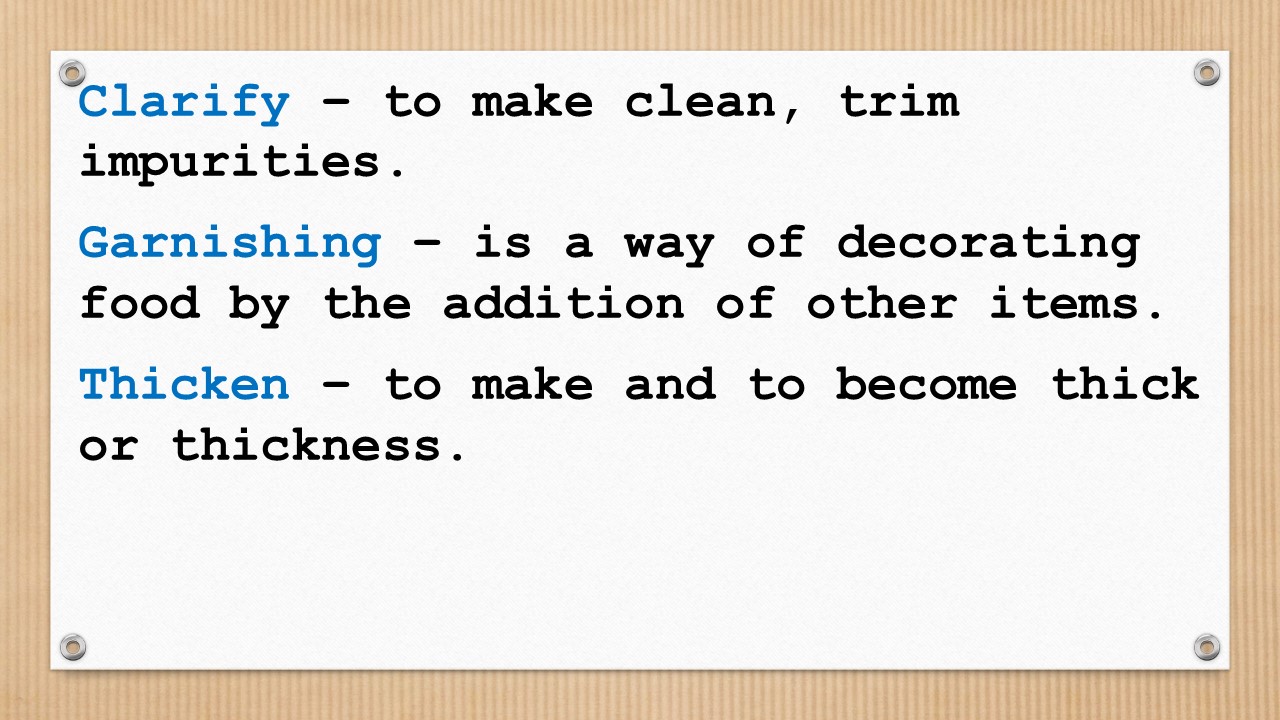 Clarify – to make clean, trim
impurities.
Garnishing – is a way of decorating
food by the addition of other items.
Thicken – to make and to become thick
or thickness.